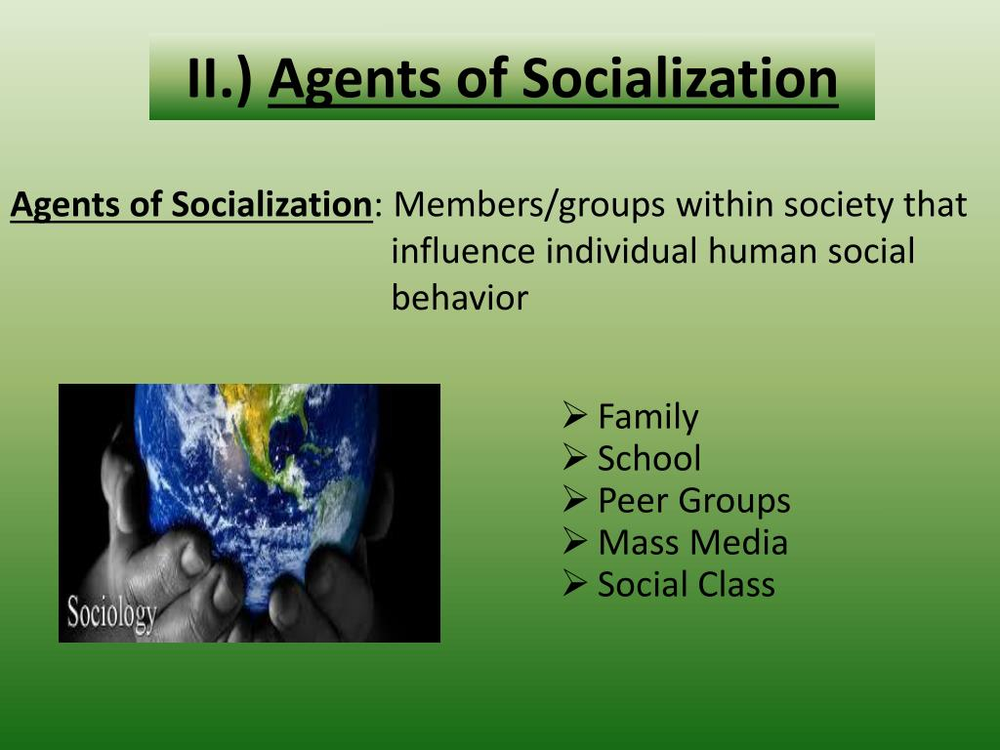 II.) Agents of Socialization
Agents of Socialization: Members/groups within society that
influence individual human social
behavior
➢ Family
➢ School
➢ Peer Groups
➢ Mass Media
➢ Social Class
Sociology